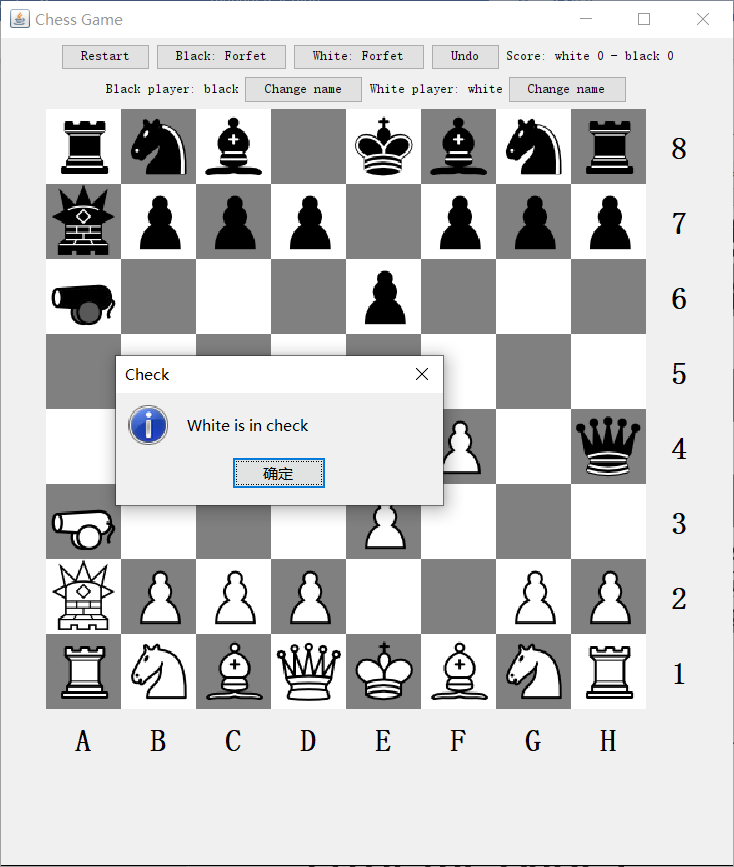 Chess Game
Restart Black: Forfet White: Forfet Undo Score: white 0 - black 0
Black player: black Change name White player: white Change name
8
7
6
5
Check
White is in check
4
确定
3
2
1
A B C D E F G H